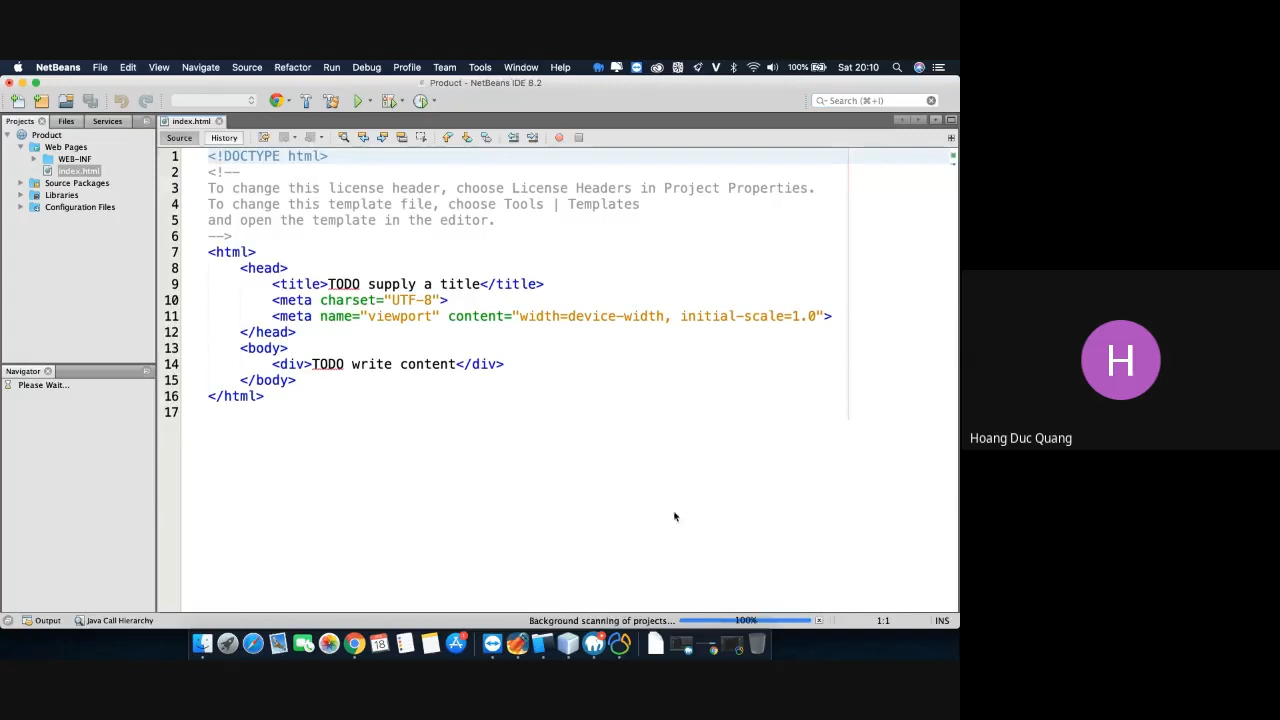 NetBeans File Edit View Navigate Source Refactor Run Debug Profile Team Tools Window Help V 100% Sat 20:10
Product - NetBeans IDE 8.2
Search (⌘+I)
Projects Files Services index.html
Product
Web Pages
WEB-INF
index.html
Source Packages
Libraries
Configuration Files
Source History
1 <!DOCTYPE html>
2 <!--
3 To change this license header, choose License Headers in Project Properties.
4 To change this template file, choose Tools | Templates
5 and open the template in the editor.
6 -->
7 <html>
8 <head>
9 <title>TODO supply a title</title>
10 <meta charset="UTF-8">
11 <meta name="viewport" content="width=device-width, initial-scale=1.0">
12 </head>
13 <body>
14 <div>TODO write content</div>
15 </body>
16 </html>
17
Navigator
Please Wait...
H
Hoang Duc Quang
Output Java Call Hierarchy Background scanning of projects... 100% 1:1 INS
18